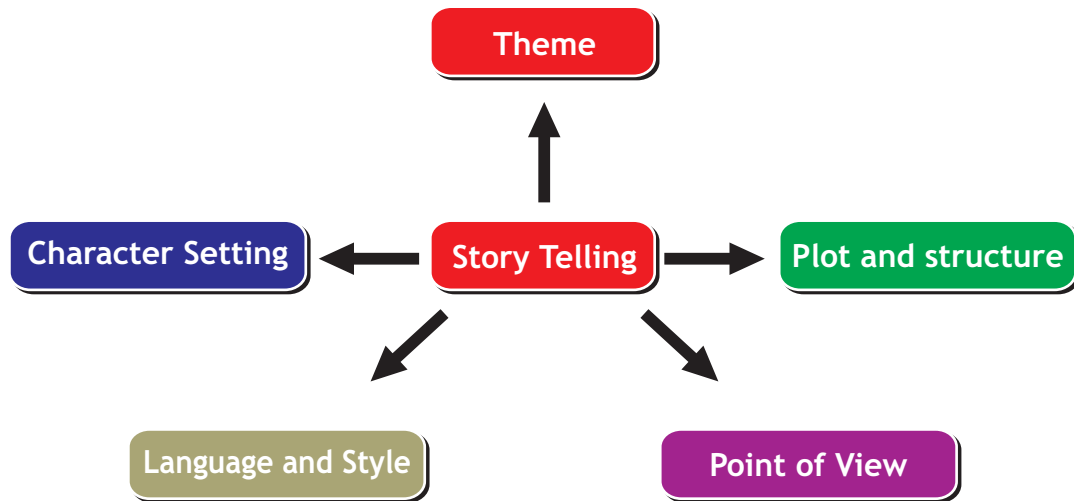 Theme
Character Setting
Story Telling
Plot and structure
Language and Style
Point of View